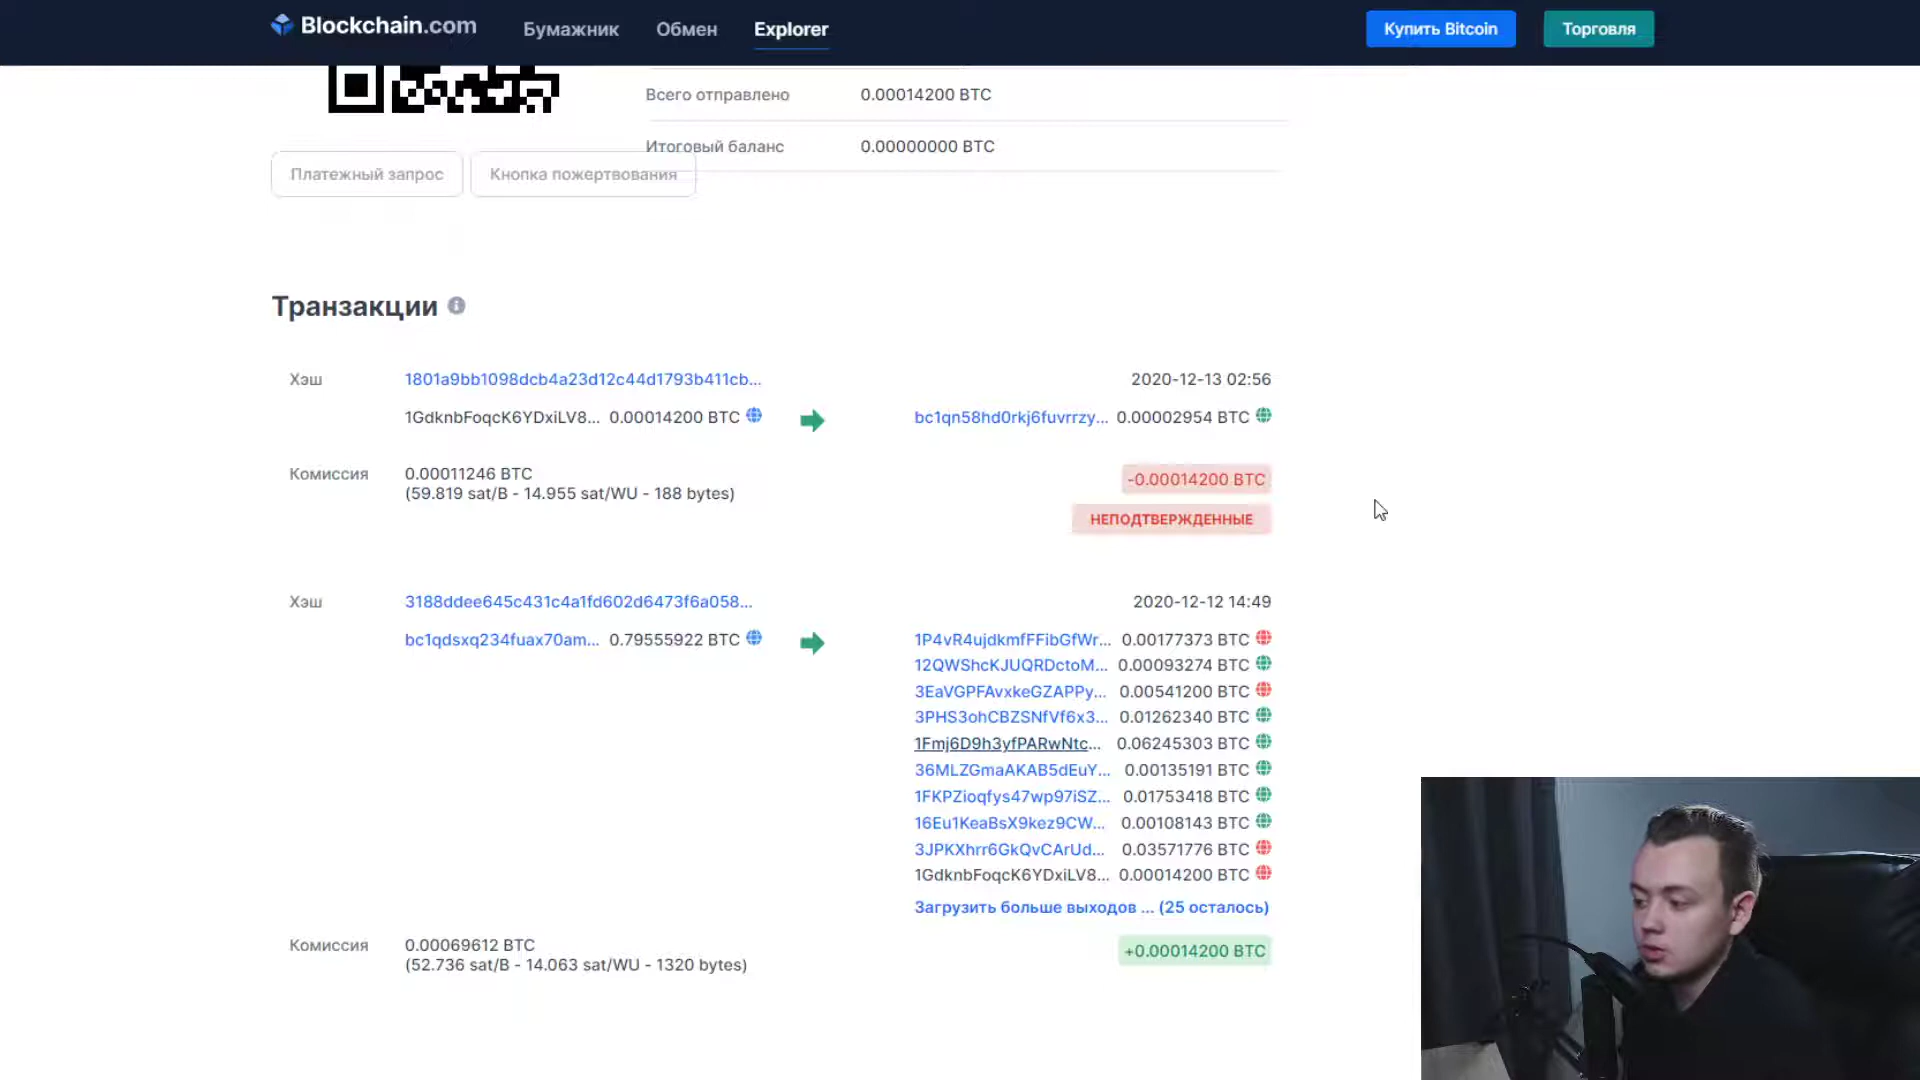 Blockchain.com Бумажник Обмен Explorer Купить Bitcoin Торговля
Всего отправлено 0.00014200 BTC
Итоговый баланс 0.00000000 BTC
Платежный запрос Кнопка пожертвования
Транзакции
Хэш 1801a9bb1098dcb4a23d12c44d1793b411cb... 2020-12-13 02:56
1GdknbFoqcK6YDxiLV8... 0.00014200 BTC bc1qn58hd0rkj6fuvrrzy... 0.00002954 BTC
Комиссия 0.00011246 BTC -0.00014200 BTC
(59.819 sat/B - 14.955 sat/WU - 188 bytes)
НЕПОДТВЕРЖДЕННЫЕ
Хэш 3188ddee645c431c4a1fd602d6473f6a058... 2020-12-12 14:49
bc1qdsxq234fuax70am... 0.79555922 BTC 1P4vR4ujdkmfFFibGfWr... 0.00177373 BTC
12QWShcKJUQRDctoM... 0.00093274 BTC
3EaVGPFAvxkeGZAPPy... 0.00541200 BTC
3PHS3ohCBZSNfVf6x3... 0.01262340 BTC
1Fmj6D9h3yfPARwNtc... 0.06245303 BTC
36MLZGmaAKAB5dEuY... 0.00135191 BTC
1FKPZioqfys47wp97iSZ... 0.01753418 BTC
16Eu1KeaBsX9kez9CW... 0.00108143 BTC
3JPKXhrr6GkQvCArUd... 0.03571776 BTC
1GdknbFoqcK6YDxiLV8... 0.00014200 BTC
Загрузить больше выходов ... (25 осталось)
Комиссия 0.00069612 BTC +0.00014200 BTC
(52.736 sat/B - 14.063 sat/WU - 1320 bytes)